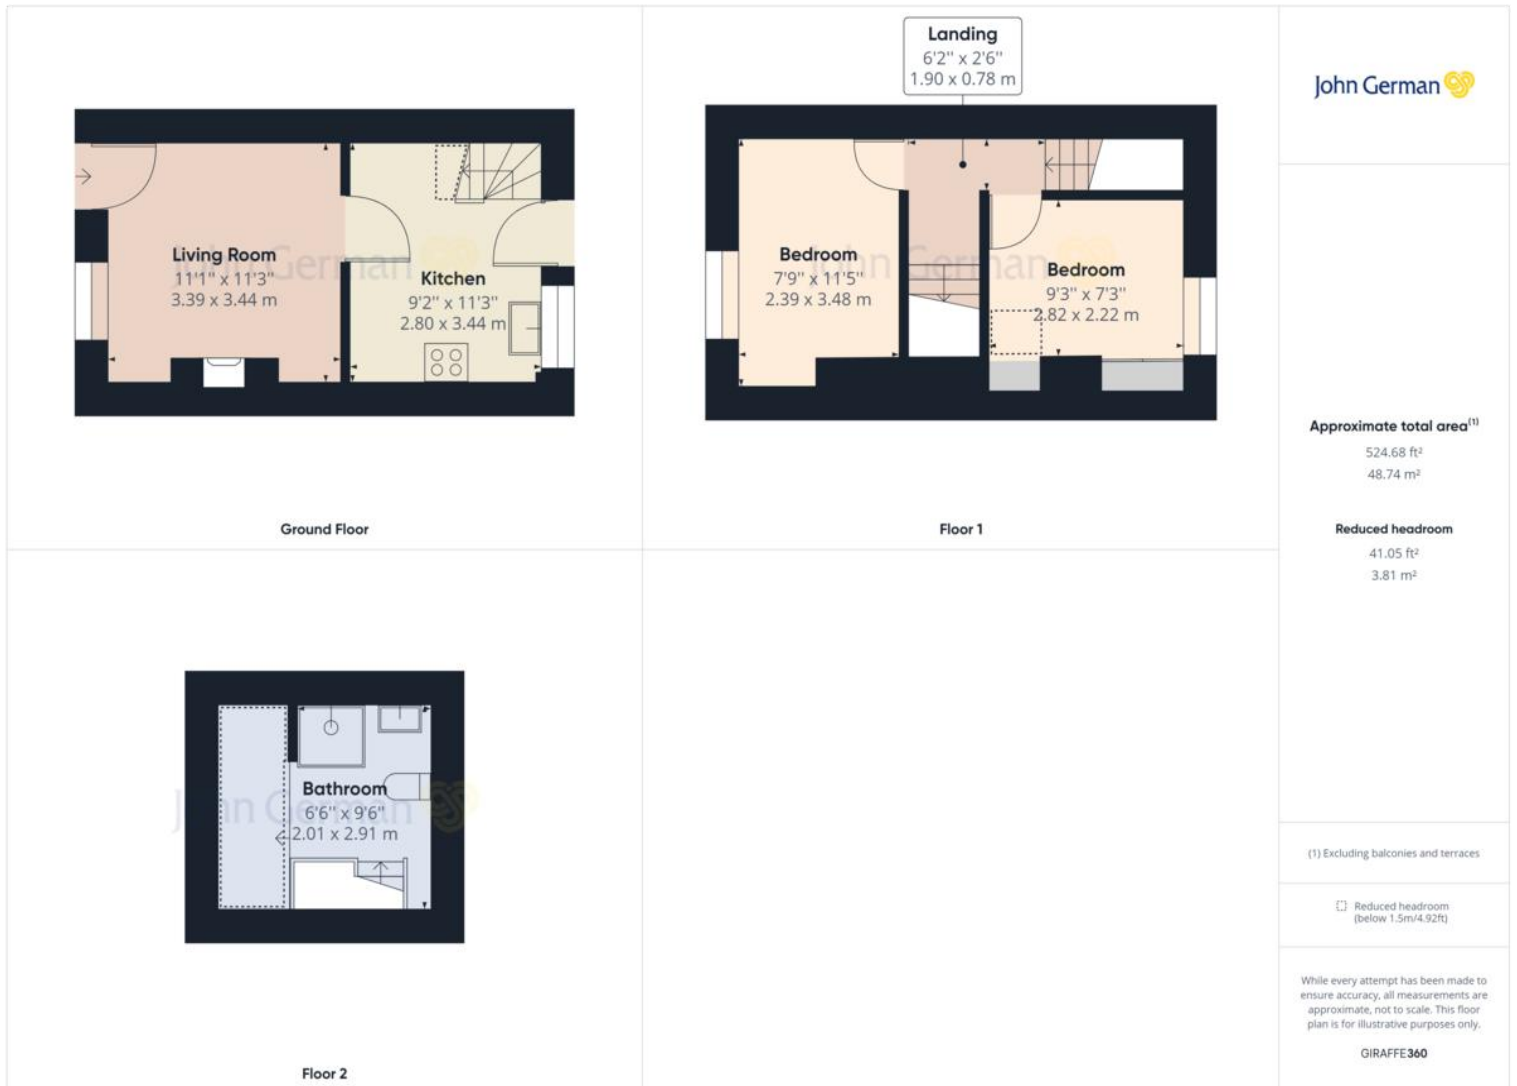 Landing
6'2" x 2'6"
1.90 x 0.78 m
Living Room
11'1" x 11'3"
3.39 x 3.44 m
Kitchen
9'2" x 11'3"
2.80 x 3.44 m
Ground Floor
Bedroom
7'9" x 11'5"
2.39 x 3.48 m
Bedroom
9'3" x 7'3"
2.82 x 2.22 m
Floor 1
Bathroom
6'6" x 9'6"
2.01 x 2.91 m
Floor 2
John German
John German
John German
John German
Approximate total area(1)
524.68 ft²
48.74 m²
Reduced headroom
41.05 ft²
3.81 m²
(1) Excluding balconies and terraces
Reduced headroom
(below 1.5m/4.92ft)
While every attempt has been made to
ensure accuracy, all measurements are
approximate, not to scale. This floor
plan is for illustrative purposes only.
GIRAFFE360